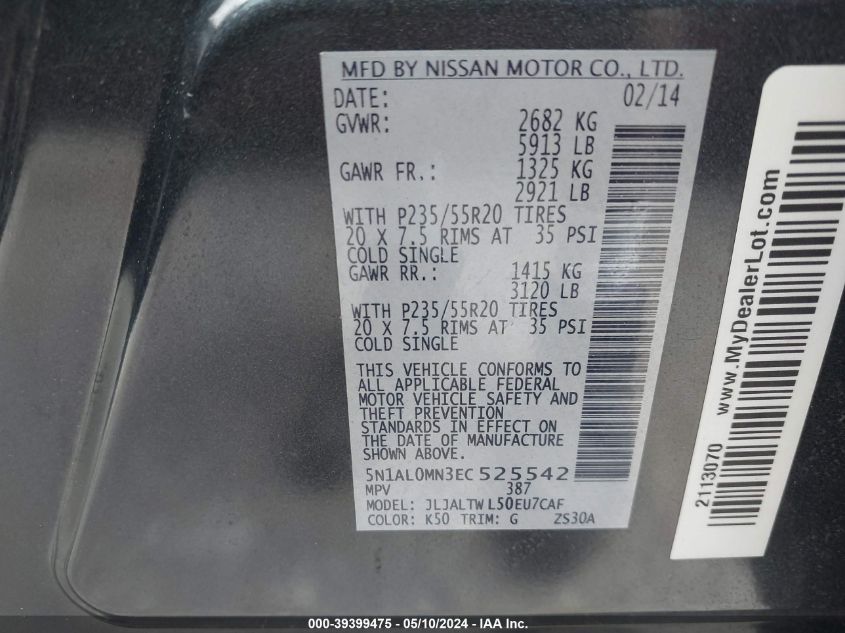 MFD BY NISSAN MOTOR CO., LTD.
DATE: 02/14
GVWR: 2682 KG
5913 LB
GAWR FR.: 1325 KG
2921 LB
WITH P235/55R20 TIRES
20 X 7.5 RIMS AT 35 PSI
COLD SINGLE
GAWR RR.: 1415 KG
3120 LB
WITH P235/55R20 TIRES
20 X 7.5 RIMS AT 35 PSI
COLD SINGLE
THIS VEHICLE CONFORMS TO
ALL APPLICABLE FEDERAL
MOTOR VEHICLE SAFETY AND
THEFT PREVENTION
STANDARDS IN EFFECT ON
THE DATE OF MANUFACTURE
SHOWN ABOVE.
5N1AL0MN3EC 525542
MPV 387
MODEL: JLJALTW L50EU7CAF
COLOR: K50 TRIM: G ZS30A
2113070 www.MyDealerLot.com
000-39399475 - 05/10/2024 - IAA Inc.